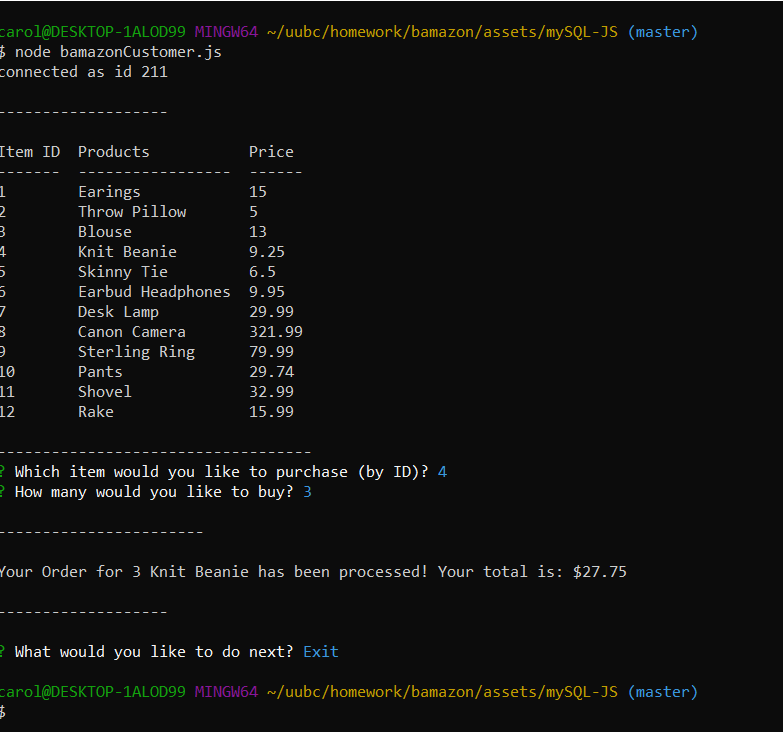 carol@DESKTOP-1ALOD99 MINGW64 ~/uubc/homework/bamazon/assets/mySQL-JS (master)
$ node bamazonCustomer.js
connected as id 211
-------------------
Item ID  Products           Price
-------  -----------------  ------
1        Earings            15
2        Throw Pillow       5
3        Blouse             13
4        Knit Beanie        9.25
5        Skinny Tie         6.5
6        Earbud Headphones  9.95
7        Desk Lamp          29.99
8        Canon Camera       321.99
9        Sterling Ring      79.99
10       Pants              29.74
11       Shovel             32.99
12       Rake               15.99
-----------------------------------
? Which item would you like to purchase (by ID)? 4
? How many would you like to buy? 3
-----------------------
Your Order for 3 Knit Beanie has been processed! Your total is: $27.75
-------------------
? What would you like to do next? Exit
carol@DESKTOP-1ALOD99 MINGW64 ~/uubc/homework/bamazon/assets/mySQL-JS (master)
$